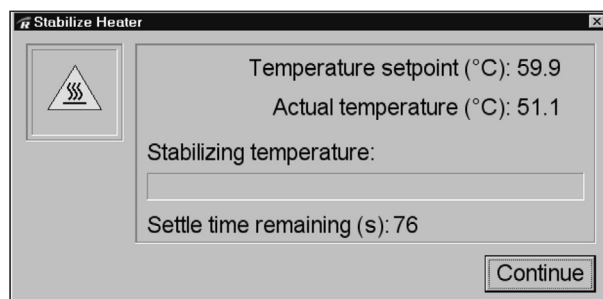 Stabilize Heater
Temperature setpoint (°C): 59.9
Actual temperature (°C): 51.1
Stabilizing temperature:
Settle time remaining (s): 76
Continue